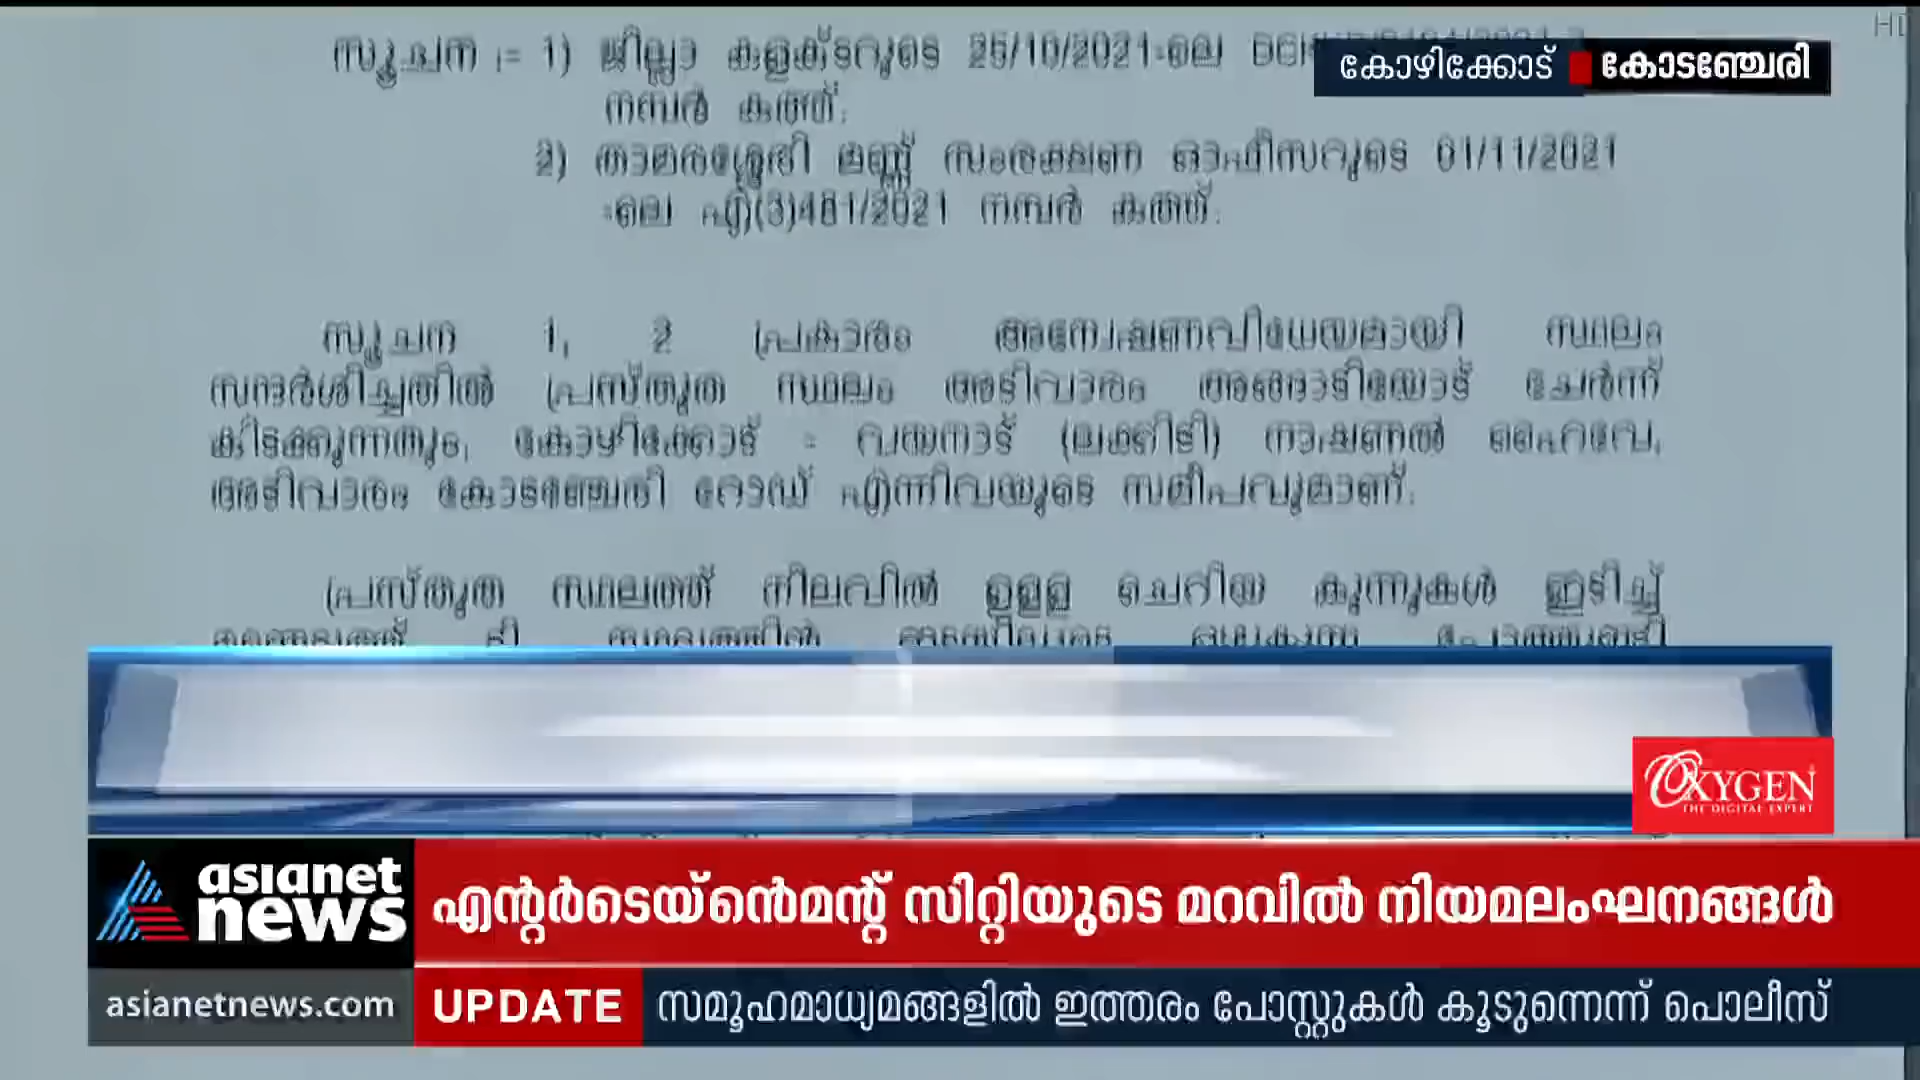 HD
സൂചന :- 1) ജില്ലാ കളക്ടറുടെ 25/10/2021-ലെ
കോഴിക്കോട് കോടഞ്ചേരി
നമ്പർ കത്ത്.
2) താമരശ്ശേരി മണ്ണ് സംരക്ഷണ ഓഫീസറുടെ 01/11/2021
-ലെ എ(3)481/2021 നമ്പർ കത്ത്.
സൂചന 1, 2 പ്രകാരം അന്വേഷണവിധേയമായി സ്ഥലം
സന്ദർശിച്ചതിൽ പ്രസ്തുത സ്ഥലം അടിവാരം അങ്ങാടിയോട് ചേർന്ന്
കിടക്കുന്നതും, കോഴിക്കോട് - വയനാട് (ലക്കിടി) നാഷണൽ ഹൈവേ,
അടിവാരം കോടഞ്ചേരി റോഡ് എന്നിവയുടെ സമീപവുമാണ്.
പ്രസ്തുത സ്ഥലത്ത് നിലവിൽ ഉള്ള ചെറിയ കുന്നുകൾ ഇടിച്ച്
OXYGEN
THE DIGITAL EXPERT
asianet news
എന്റർടെയ്ൻമെന്റ് സിറ്റിയുടെ മറവിൽ നിയമലംഘനങ്ങൾ
asianetnews.com
UPDATE സമൂഹമാധ്യമങ്ങളിൽ ഇത്തരം പോസ്റ്റുകൾ കൂടുന്നെന്ന് പൊലീസ്